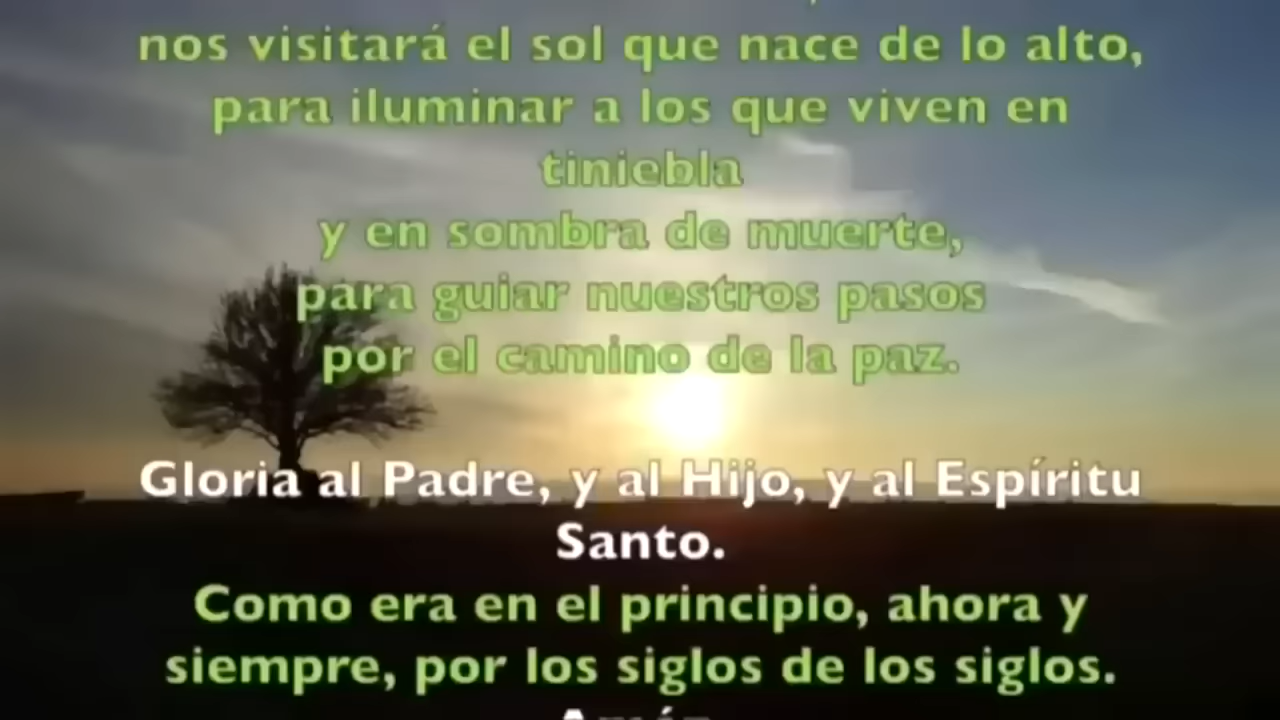 nos visitará el sol que nace de lo alto,
para iluminar a los que viven en
tiniebla
y en sombra de muerte,
para guiar nuestros pasos
por el camino de la paz.
Gloria al Padre, y al Hijo, y al Espíritu
Santo.
Como era en el principio, ahora y
siempre, por los siglos de los siglos.